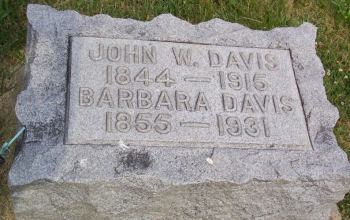 JOHN W. DAVIS
1844 — 1915
BARBARA DAVIS
1855 — 1931